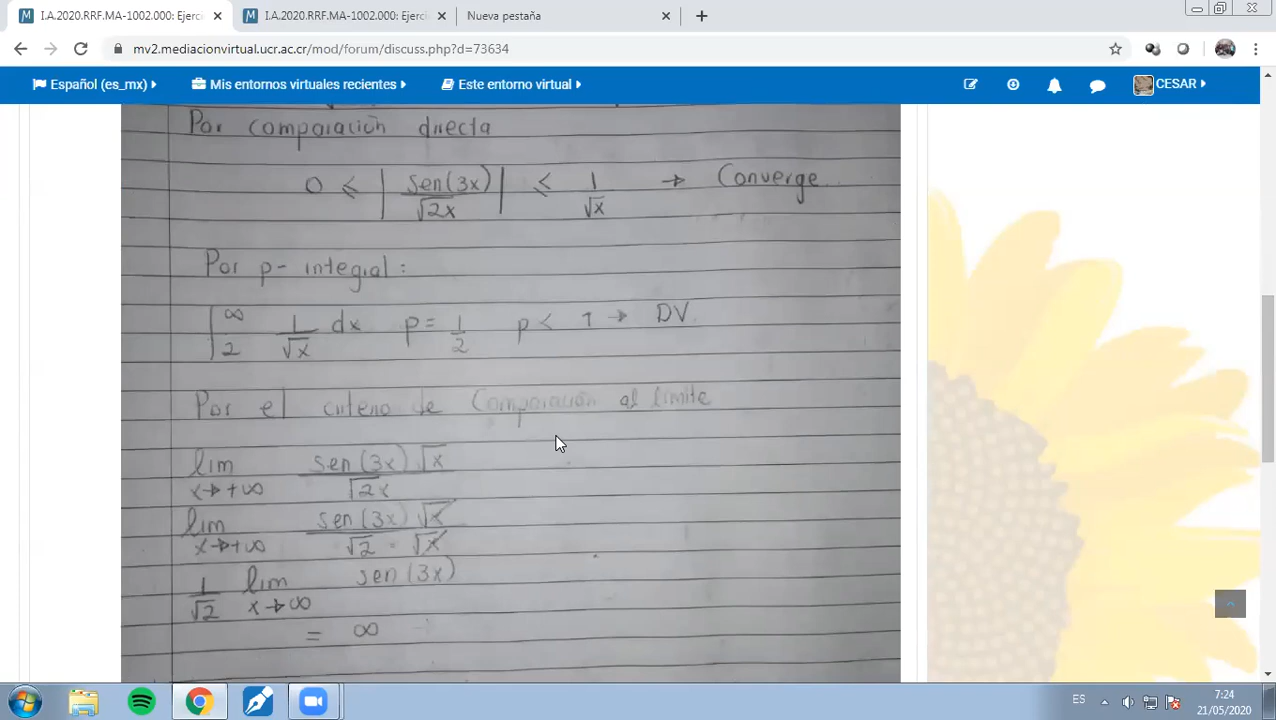 I.A.2020.RRF.MA-1002.000: Ejerc
I.A.2020.RRF.MA-1002.000: Ejerc
Nueva pestaña
mv2.mediacionvirtual.ucr.ac.cr/mod/forum/discuss.php?d=73634
Español (es_mx)
Mis entornos virtuales recientes
Este entorno virtual
CESAR
Por comparación directa
0 ≤ | sen(3x) / √2x | ≤ 1/√x → Converge
Por p- integral:
∫₂^∞ 1/√x dx p = 1/2 p < 1 → DV
Por el criterio de Comparación al límite
lim x→+∞ sen(3x) √x / √2x
lim x→+∞ sen(3x) √x / √2 · √x
1/√2 lim x→∞ sen(3x)
= ∞
ES
7:24
21/05/2020